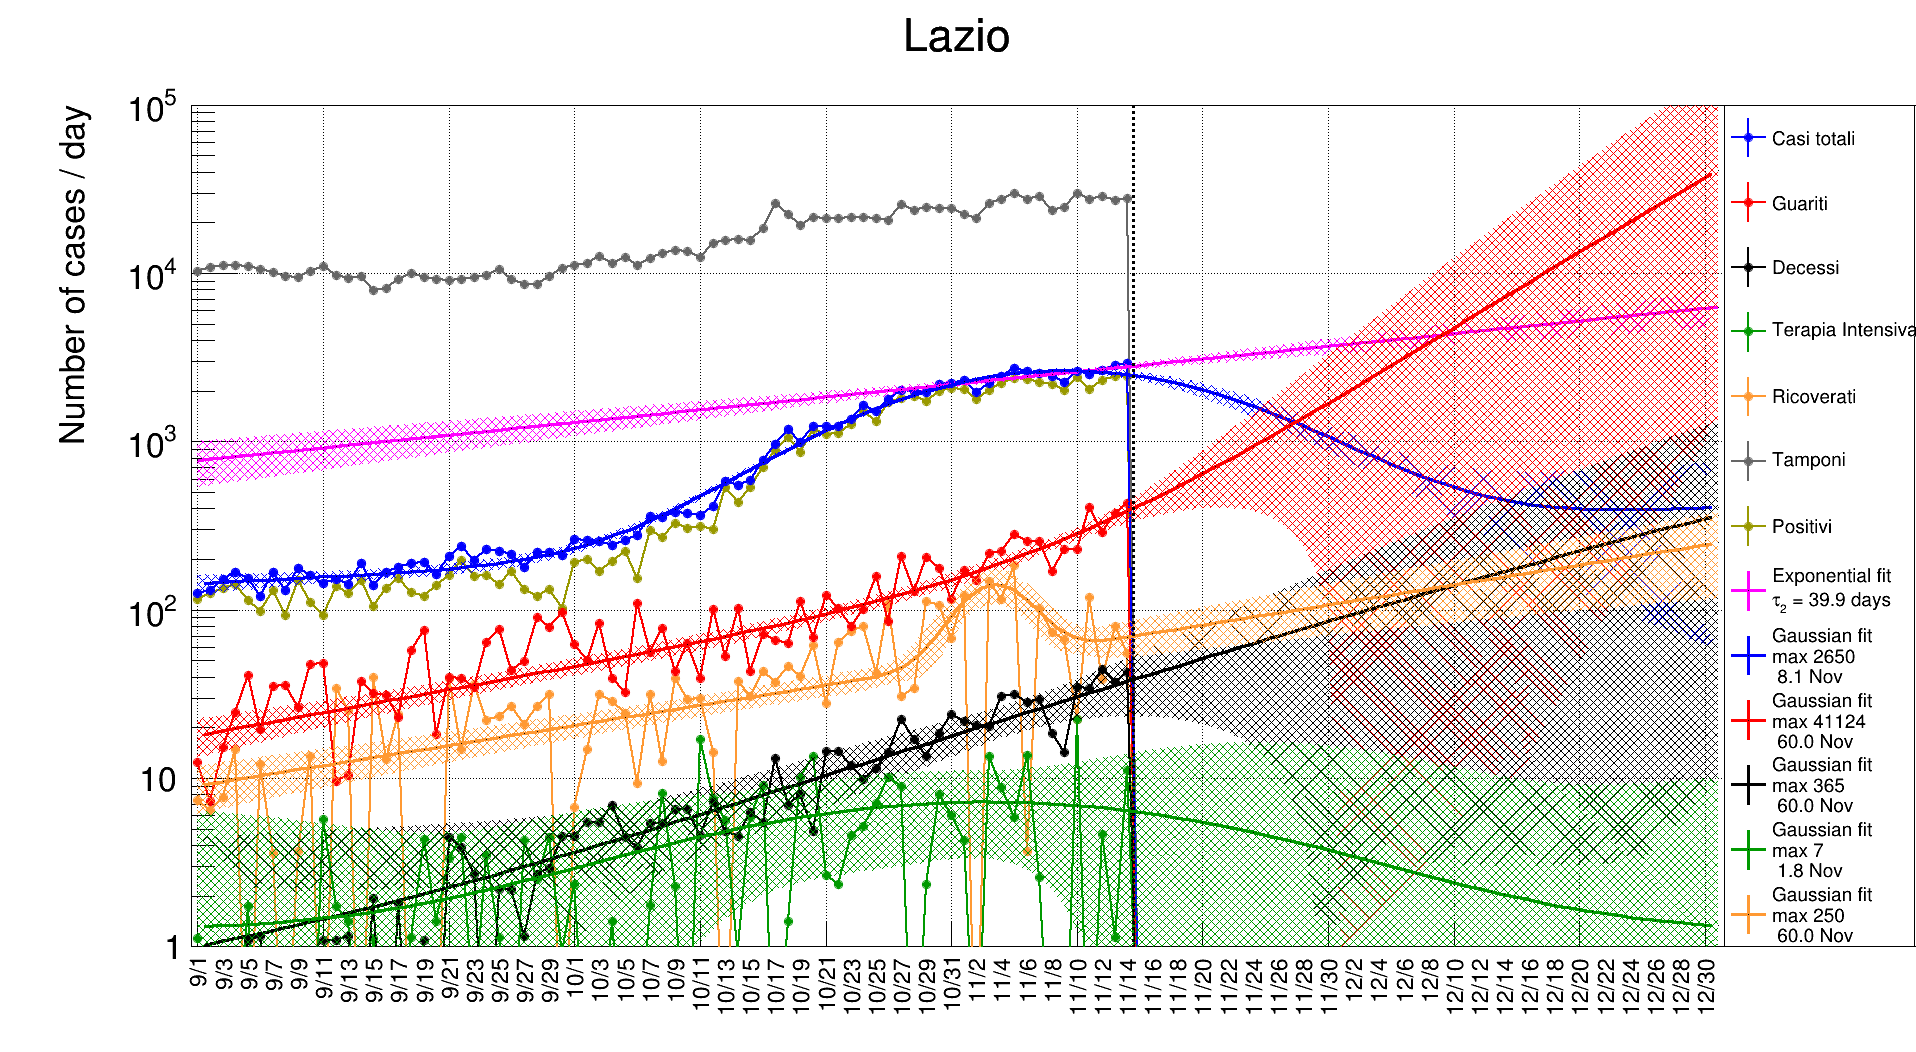 Lazio
Number of cases / day
10^5
10^4
10^3
10^2
10
1
9/1 9/3 9/5 9/7 9/9 9/11 9/13 9/15 9/17 9/19 9/21 9/23 9/25 9/27 9/29 10/1 10/3 10/5 10/7 10/9 10/11 10/13 10/15 10/17 10/19 10/21 10/23 10/25 10/27 10/29 10/31 11/2 11/4 11/6 11/8 11/10 11/12 11/14 11/16 11/18 11/20 11/22 11/24 11/26 11/28 11/30 12/2 12/4 12/6 12/8 12/10 12/12 12/14 12/16 12/18 12/20 12/22 12/24 12/26 12/28 12/30
Casi totali
Guariti
Decessi
Terapia Intensiva
Ricoverati
Tamponi
Positivi
Exponential fit
τ₂ = 39.9 days
Gaussian fit
max 2650
8.1 Nov
Gaussian fit
max 41124
60.0 Nov
Gaussian fit
max 365
60.0 Nov
Gaussian fit
max 7
1.8 Nov
Gaussian fit
max 250
60.0 Nov